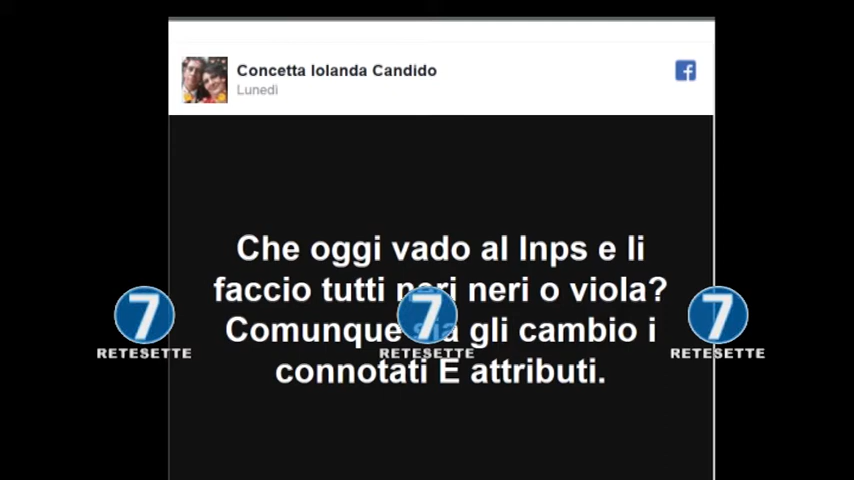 Concetta Iolanda Candido
Lunedì
Che oggi vado al Inps e li
faccio tutti neri neri o viola?
Comunque sia gli cambio i
connotati E attributi.
7 7 7
RETESETTE RETESETTE RETESETTE